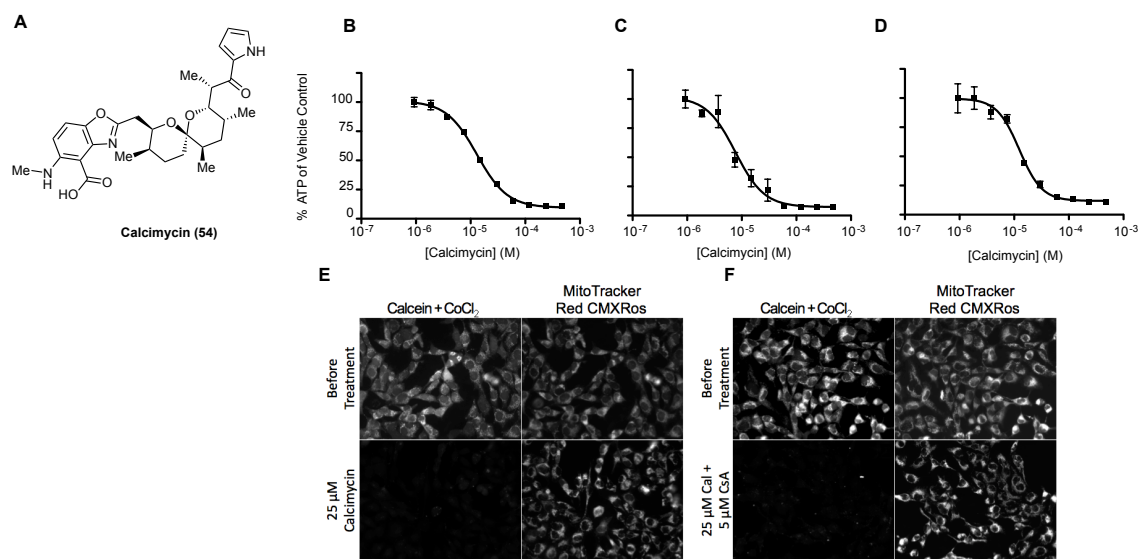 A
B
C
D
NH
Me
O
O
Me
O
O
N
Me
Me
HN
Me
HO
O
Calcimycin (54)
% ATP of Vehicle Control
100
75
50
25
0
10-7 10-6 10-5 10-4 10-3
[Calcimycin] (M)
10-7 10-6 10-5 10-4 10-3
[Calcimycin] (M)
10-7 10-6 10-5 10-4 10-3
[Calcimycin] (M)
E
Calcein + CoCl2
MitoTracker
Red CMXRos
Before
Treatment
25 µM
Calcimycin
F
Calcein + CoCl2
MitoTracker
Red CMXRos
Before
Treatment
25 µM Cal +
5 µM CsA